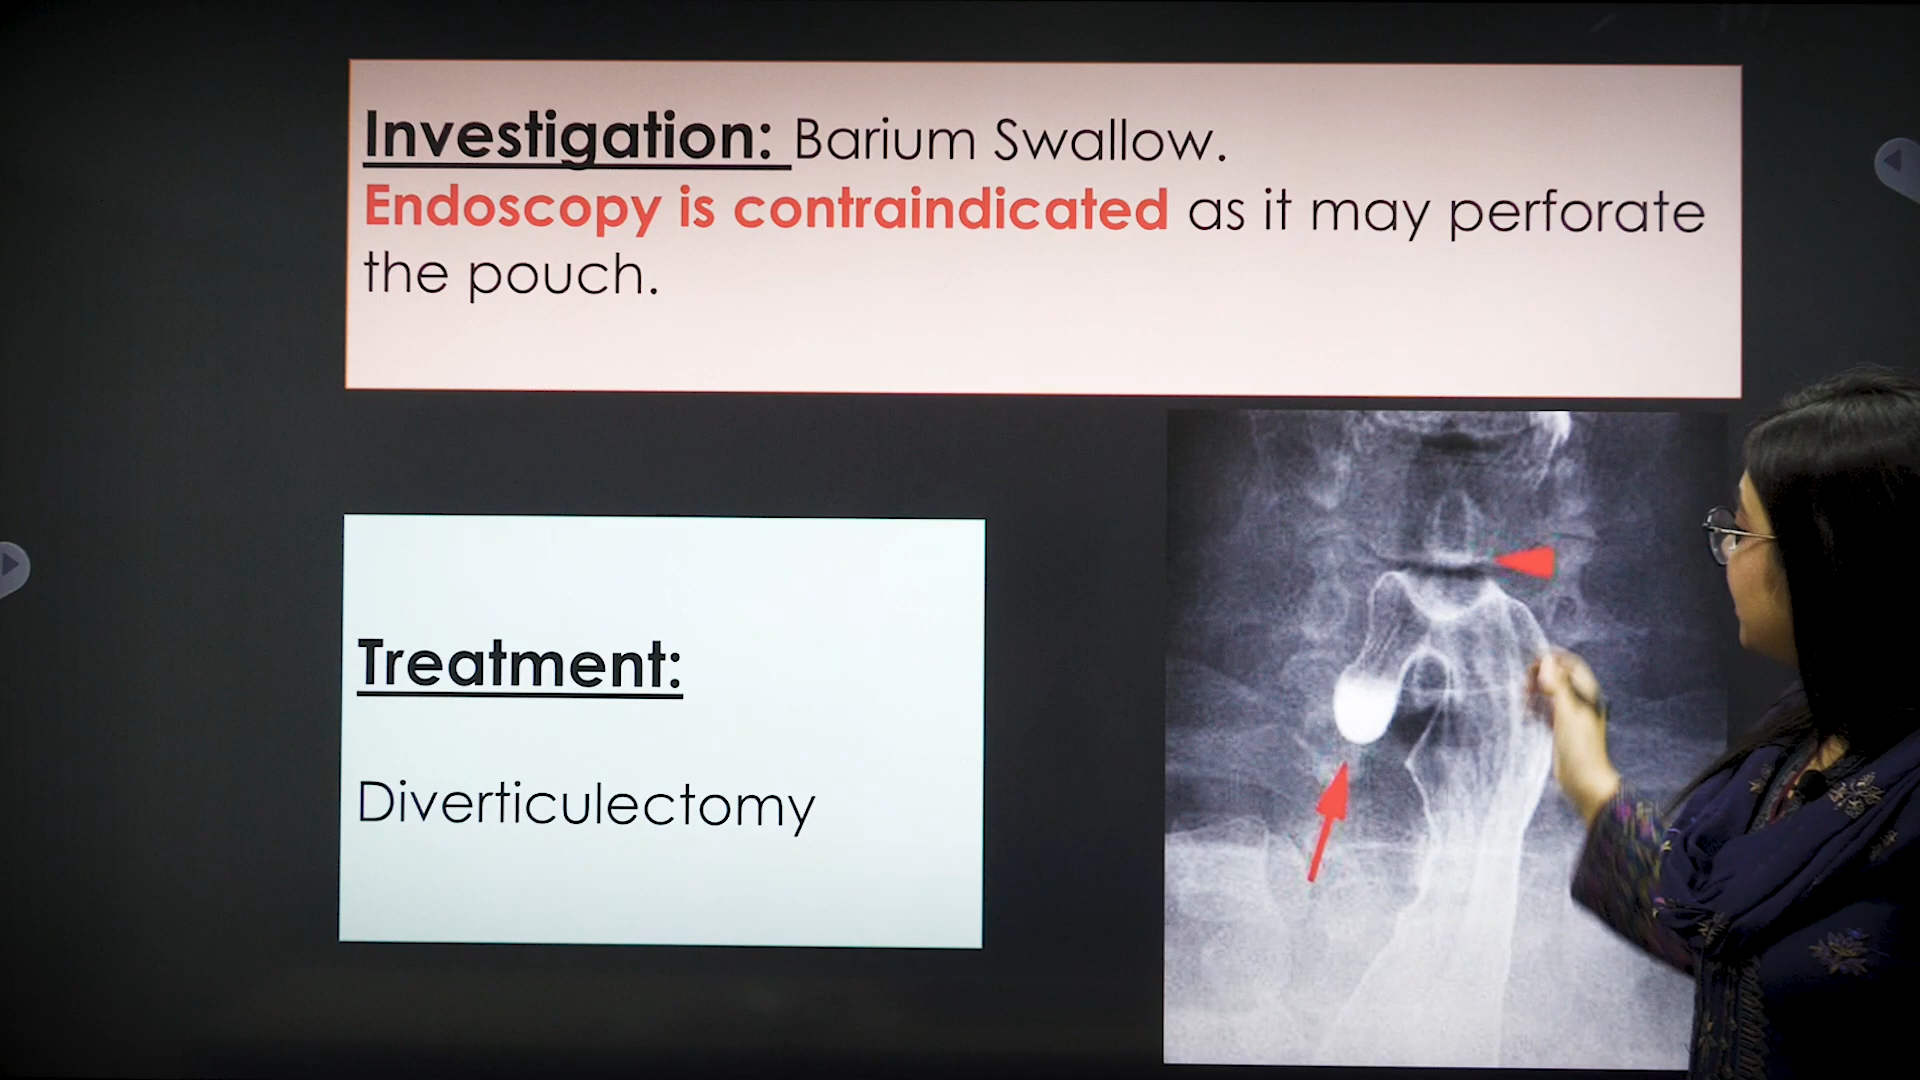 Investigation: Barium Swallow.
Endoscopy is contraindicated as it may perforate
the pouch.
Treatment:
Diverticulectomy